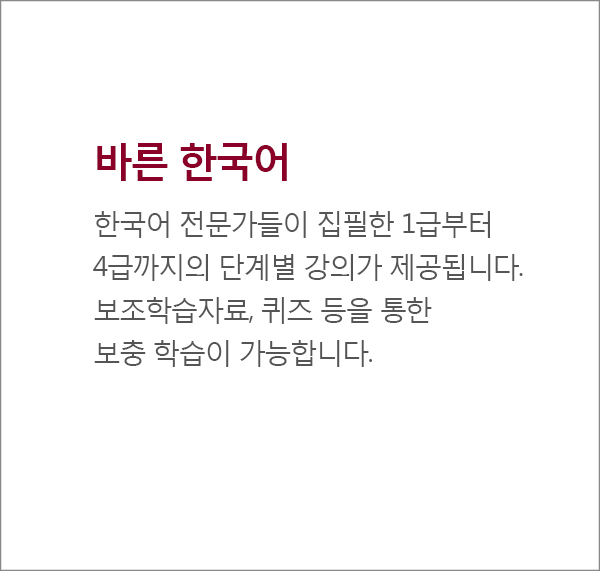 바른 한국어
한국어 전문가들이 집필한 1급부터
4급까지의 단계별 강의가 제공됩니다.
보조학습자료, 퀴즈 등을 통한
보충 학습이 가능합니다.